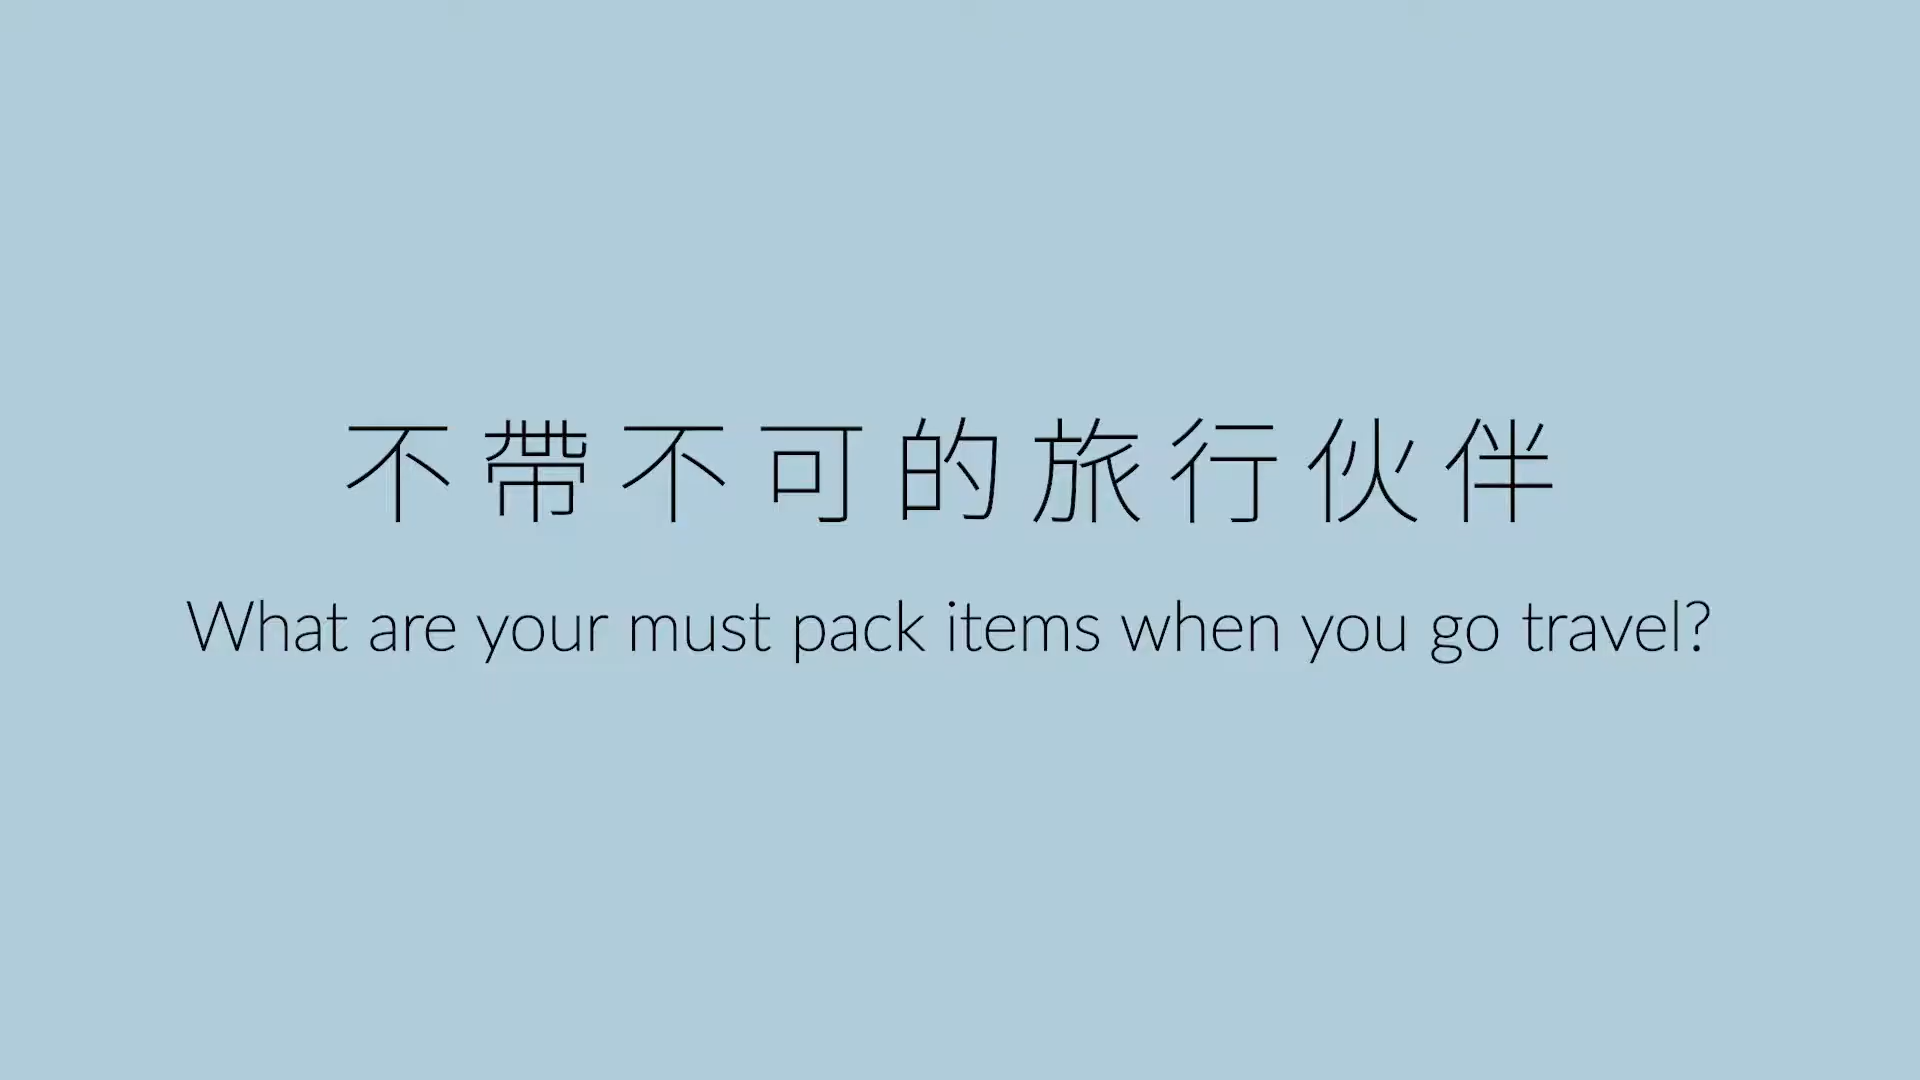 不帶不可的旅行伙伴
What are your must pack items when you go travel?